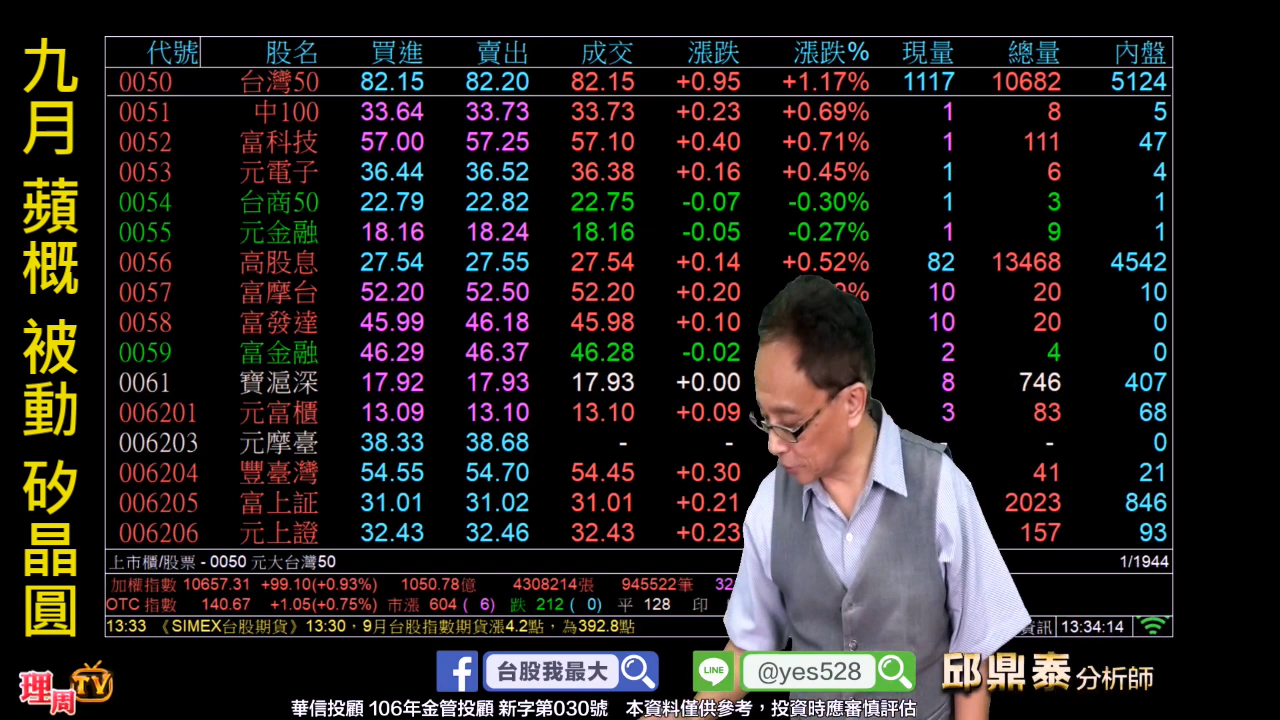 九月 蘋概 被動 矽晶圓
代號 股名 買進 賣出 成交 漲跌 漲跌% 現量 總量 內盤
0050 台灣50 82.15 82.20 82.15 +0.95 +1.17% 1117 10682 5124
0051 中100 33.64 33.73 33.73 +0.23 +0.69% 1 8 5
0052 富科技 57.00 57.25 57.10 +0.40 +0.71% 1 111 47
0053 元電子 36.44 36.52 36.38 +0.16 +0.45% 1 6 4
0054 台商50 22.79 22.82 22.75 -0.07 -0.30% 1 3 1
0055 元金融 18.16 18.24 18.16 -0.05 -0.27% 1 9 1
0056 高股息 27.54 27.55 27.54 +0.14 +0.52% 82 13468 4542
0057 富摩台 52.20 52.50 52.20 +0.20 10 20 10
0058 富發達 45.99 46.18 45.98 +0.10 10 20 0
0059 富金融 46.29 46.37 46.28 -0.02 2 4 0
0061 寶滬深 17.92 17.93 17.93 +0.00 8 746 407
006201 元富櫃 13.09 13.10 13.10 +0.09 3 83 68
006203 元摩臺 38.33 38.68 - - - - 0
006204 豐臺灣 54.55 54.70 54.45 +0.30 41 21
006205 富上証 31.01 31.02 31.01 +0.21 2023 846
006206 元上證 32.43 32.46 32.43 +0.23 157 93
上市櫃/股票 - 0050 元大台灣50 1/1944
加權指數 10657.31 +99.10(+0.93%) 1050.78億 4308214張 945522筆
OTC 指數 140.67 +1.05(+0.75%) 市漲 604 ( 6) 跌 212 ( 0) 平 128
13:33 《SIMEX台股期貨》13:30，9月台股指數期貨漲4.2點，為392.8點 資訊 13:34:14
理周TV
台股我最大
LINE @yes528
邱鼎泰 分析師
華信投顧 106年金管投顧 新字第030號 本資料僅供參考，投資時應審慎評估